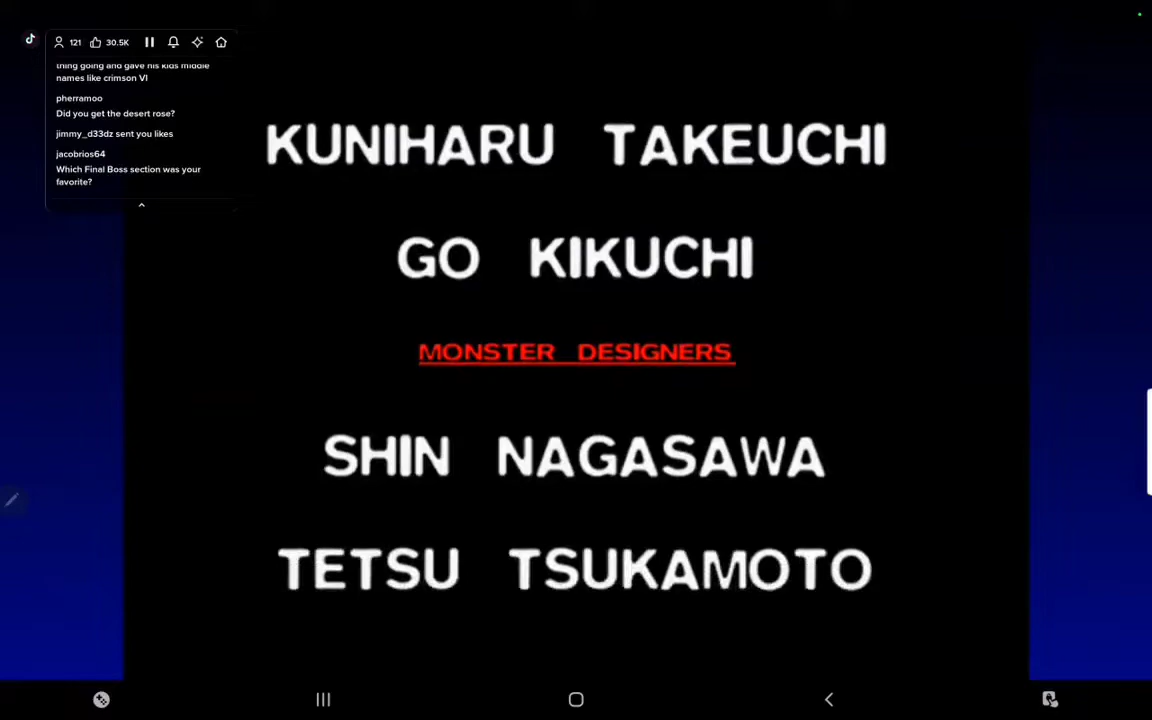 121 30.5K
thing going and gave his kids middle
names like crimson VI
pherramoo
Did you get the desert rose?
jimmy_d33dz sent you likes
jacobrios64
Which Final Boss section was your
favorite?
KUNIHARU TAKEUCHI
GO KIKUCHI
MONSTER DESIGNERS
SHIN NAGASAWA
TETSU TSUKAMOTO